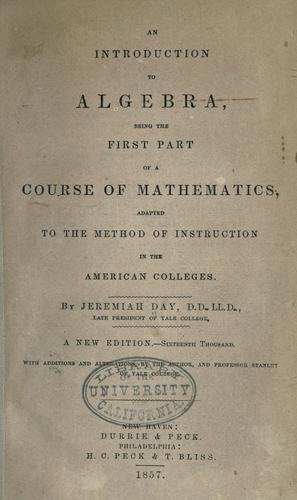 AN
INTRODUCTION
TO
ALGEBRA,
BEING THE
FIRST PART
OF A
COURSE OF MATHEMATICS,
ADAPTED
TO THE METHOD OF INSTRUCTION
IN THE
AMERICAN COLLEGES.
BY JEREMIAH DAY, D.D., LL.D.,
LATE PRESIDENT OF YALE COLLEGE,
A NEW EDITION.—SIXTEENTH THOUSAND.
WITH ADDITIONS AND ALTERATIONS, BY THE AUTHOR, AND PROFESSOR STANLEY
OF YALE COLLEGE.
LIBRARY
OF THE
UNIVERSITY
CALIFORNIA
NEW HAVEN:
DURRIE & PECK.
PHILADELPHIA:
H. C. PECK & T. BLISS.
1857.